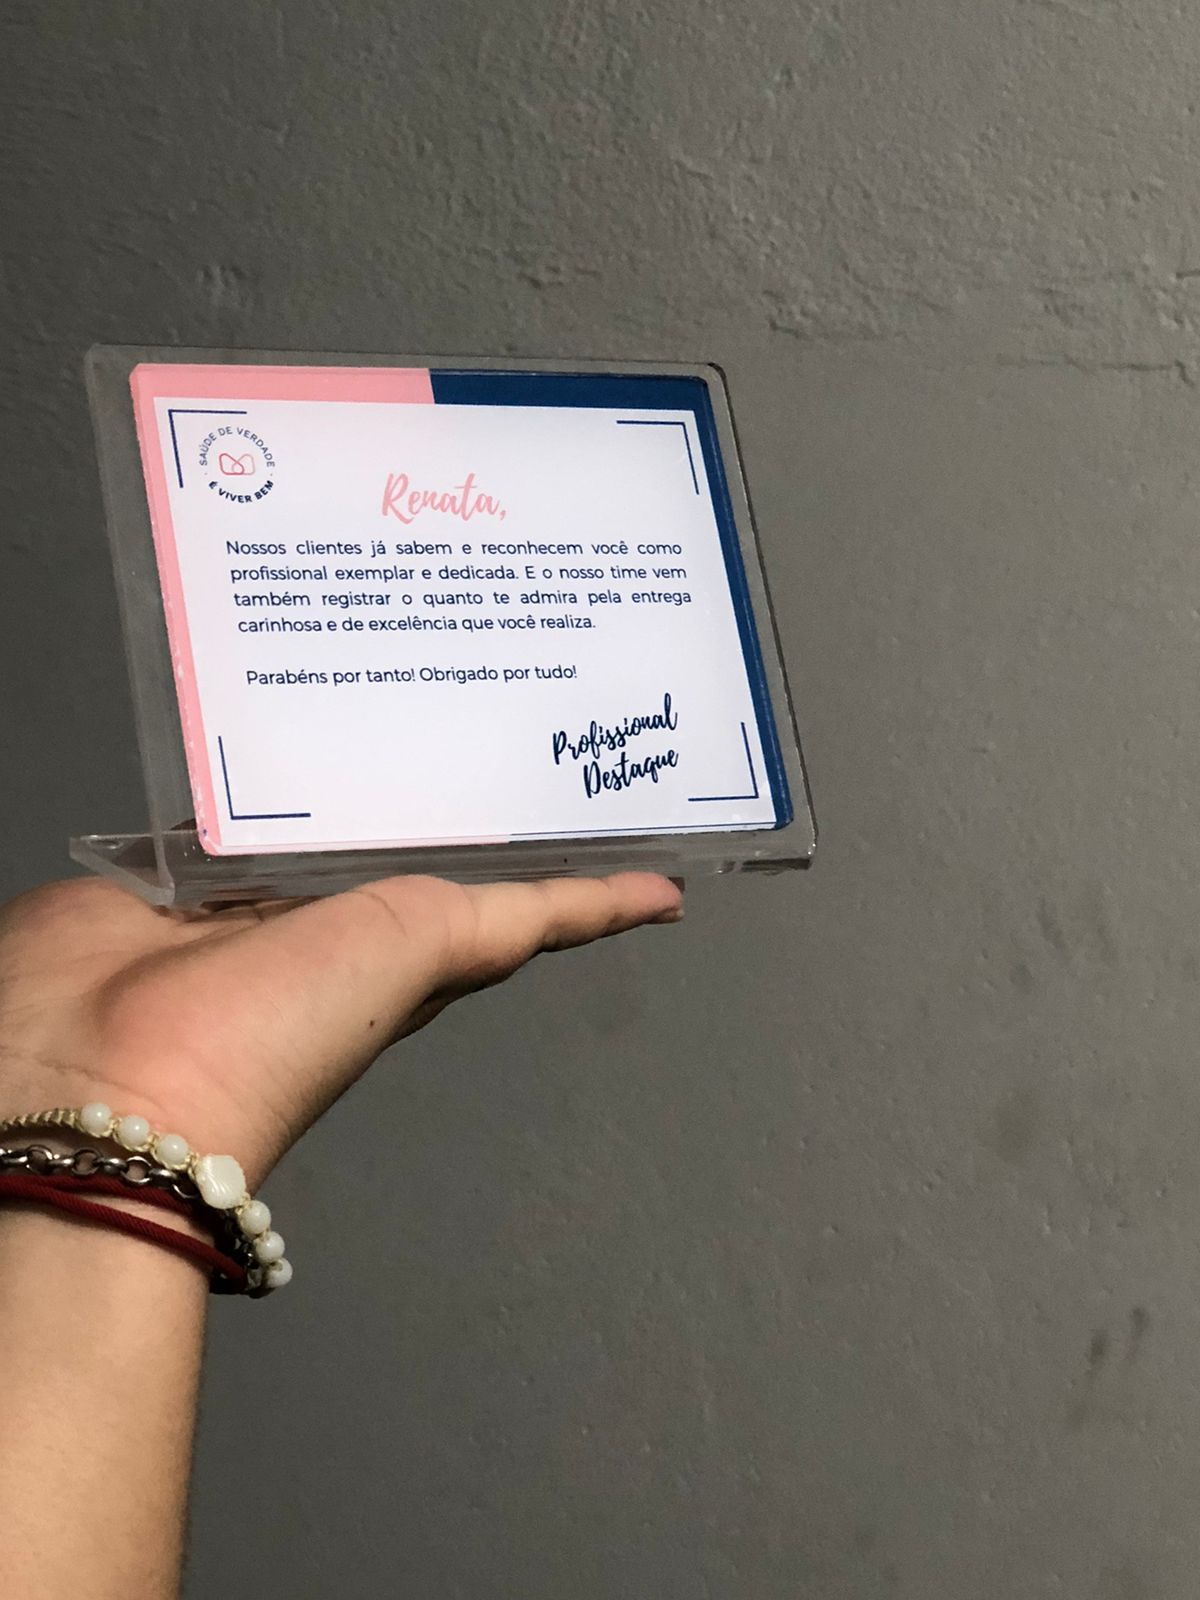 SAÚDE DE VERDADE
É VIVER BEM
Renata,
Nossos clientes já sabem e reconhecem você como
profissional exemplar e dedicada. E o nosso time vem
também registrar o quanto te admira pela entrega
carinhosa e de excelência que você realiza.
Parabéns por tanto! Obrigado por tudo!
Profissional
Destaque